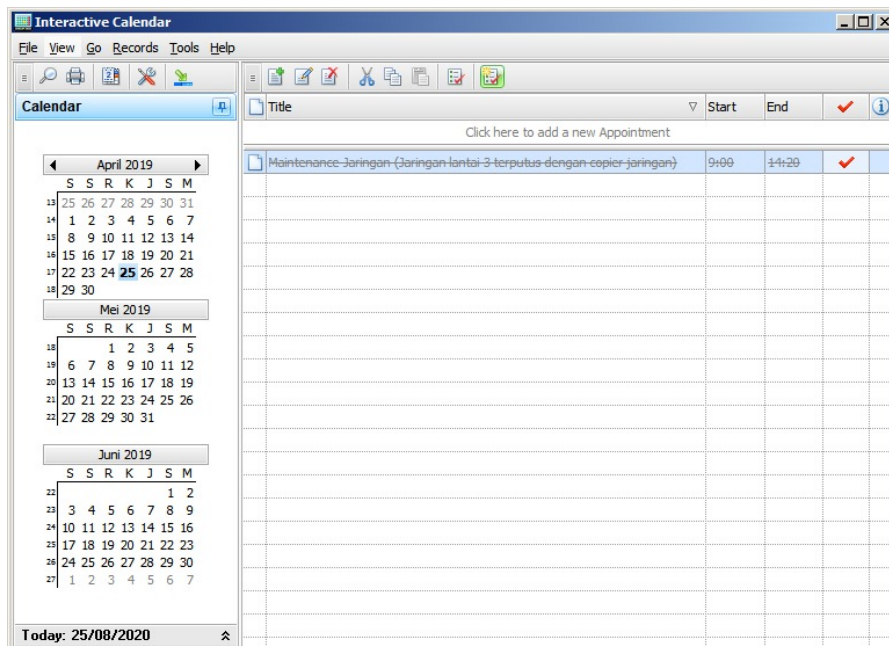 Interactive Calendar
File View Go Records Tools Help
Calendar
Title Start End
Click here to add a new Appointment
Maintenance Jaringan (Jaringan lantai 3 terputus dengan copier jaringan) 9:00 14:20
April 2019
S S R K J S M
13 25 26 27 28 29 30 31
14 1 2 3 4 5 6 7
15 8 9 10 11 12 13 14
16 15 16 17 18 19 20 21
17 22 23 24 25 26 27 28
18 29 30
Mei 2019
S S R K J S M
18 1 2 3 4 5
19 6 7 8 9 10 11 12
20 13 14 15 16 17 18 19
21 20 21 22 23 24 25 26
22 27 28 29 30 31
Juni 2019
S S R K J S M
22 1 2
23 3 4 5 6 7 8 9
24 10 11 12 13 14 15 16
25 17 18 19 20 21 22 23
26 24 25 26 27 28 29 30
27 1 2 3 4 5 6 7
Today: 25/08/2020